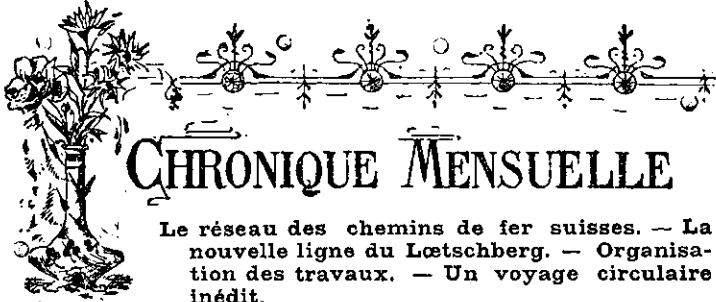 CHRONIQUE MENSUELLE
Le réseau des chemins de fer suisses. — La
nouvelle ligne du Lœtschberg. — Organisa-
tion des travaux. — Un voyage circulaire
inédit.